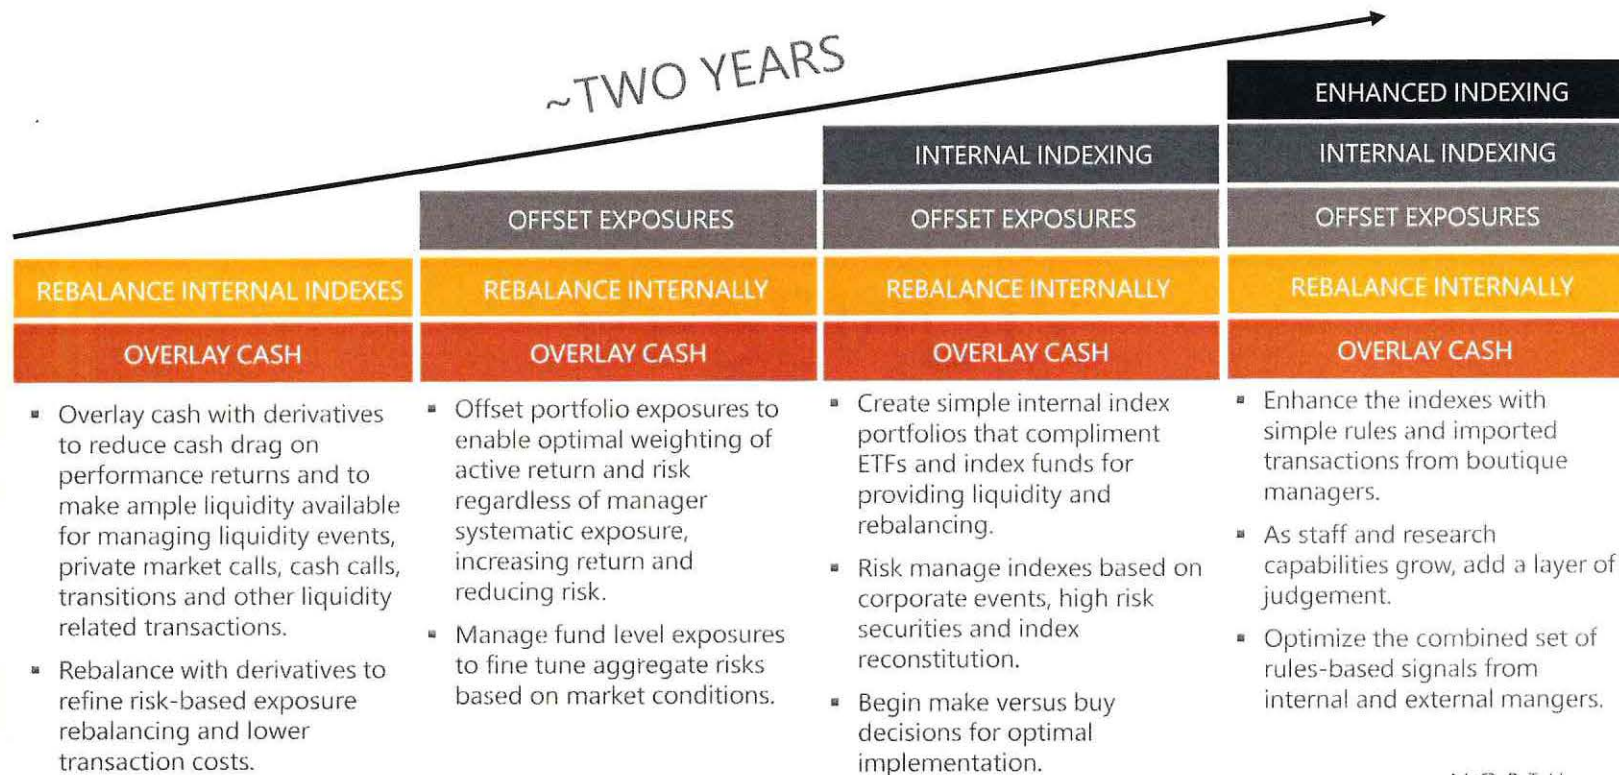 ~TWO YEARS
ENHANCED INDEXING
INTERNAL INDEXING
INTERNAL INDEXING
OFFSET EXPOSURES
OFFSET EXPOSURES
OFFSET EXPOSURES
REBALANCE INTERNAL INDEXES
REBALANCE INTERNALLY
REBALANCE INTERNALLY
REBALANCE INTERNALLY
OVERLAY CASH
OVERLAY CASH
OVERLAY CASH
OVERLAY CASH
▪ Overlay cash with derivatives
to reduce cash drag on
performance returns and to
make ample liquidity available
for managing liquidity events,
private market calls, cash calls,
transitions and other liquidity
related transactions.
▪ Rebalance with derivatives to
refine risk-based exposure
rebalancing and lower
transaction costs.
▪ Offset portfolio exposures to
enable optimal weighting of
active return and risk
regardless of manager
systematic exposure,
increasing return and
reducing risk.
▪ Manage fund level exposures
to fine tune aggregate risks
based on market conditions.
▪ Create simple internal index
portfolios that compliment
ETFs and index funds for
providing liquidity and
rebalancing.
▪ Risk manage indexes based on
corporate events, high risk
securities and index
reconstitution.
▪ Begin make versus buy
decisions for optimal
implementation.
▪ Enhance the indexes with
simple rules and imported
transactions from boutique
managers.
▪ As staff and research
capabilities grow, add a layer of
judgement.
▪ Optimize the combined set of
rules-based signals from
internal and external mangers.